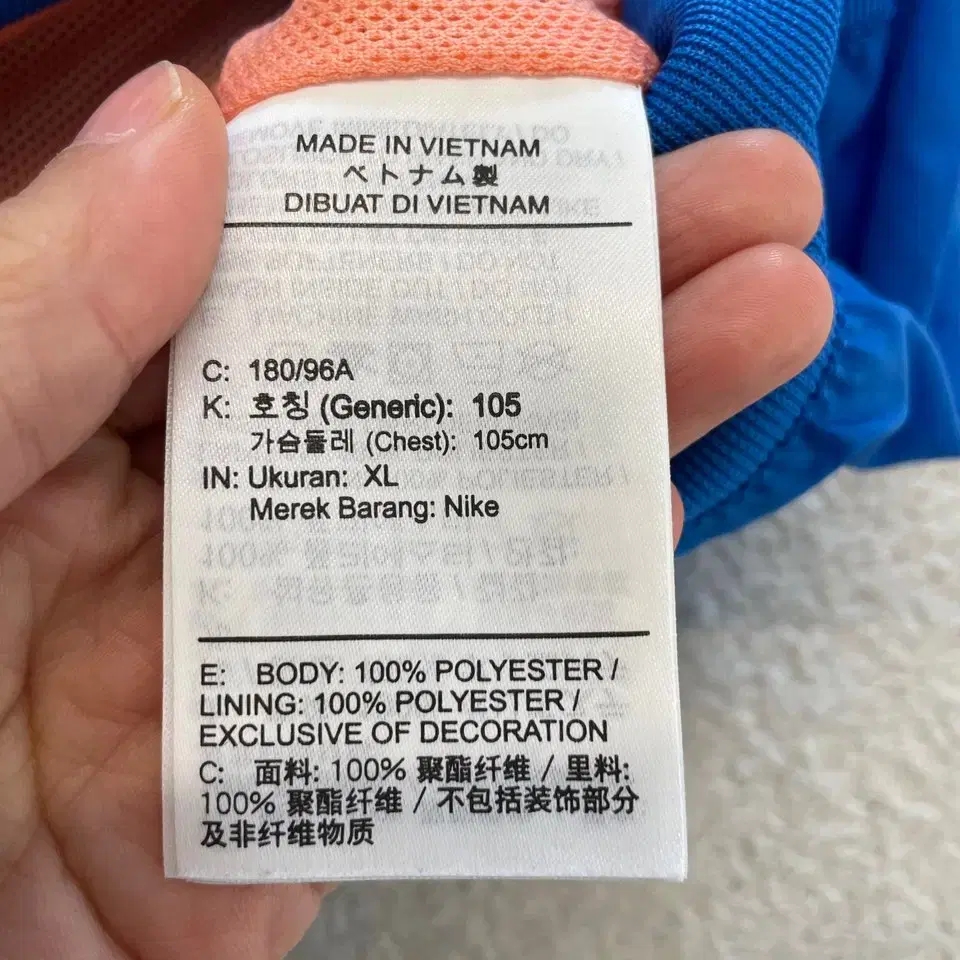 MADE IN VIETNAM
ベトナム製
DIBUAT DI VIETNAM
C: 180/96A
K: 호칭 (Generic): 105
가슴둘레 (Chest): 105cm
IN: Ukuran: XL
Merek Barang: Nike
E: BODY: 100% POLYESTER /
LINING: 100% POLYESTER /
EXCLUSIVE OF DECORATION
C: 面料: 100% 聚酯纤维 / 里料:
100% 聚酯纤维 / 不包括装饰部分
及非纤维物质